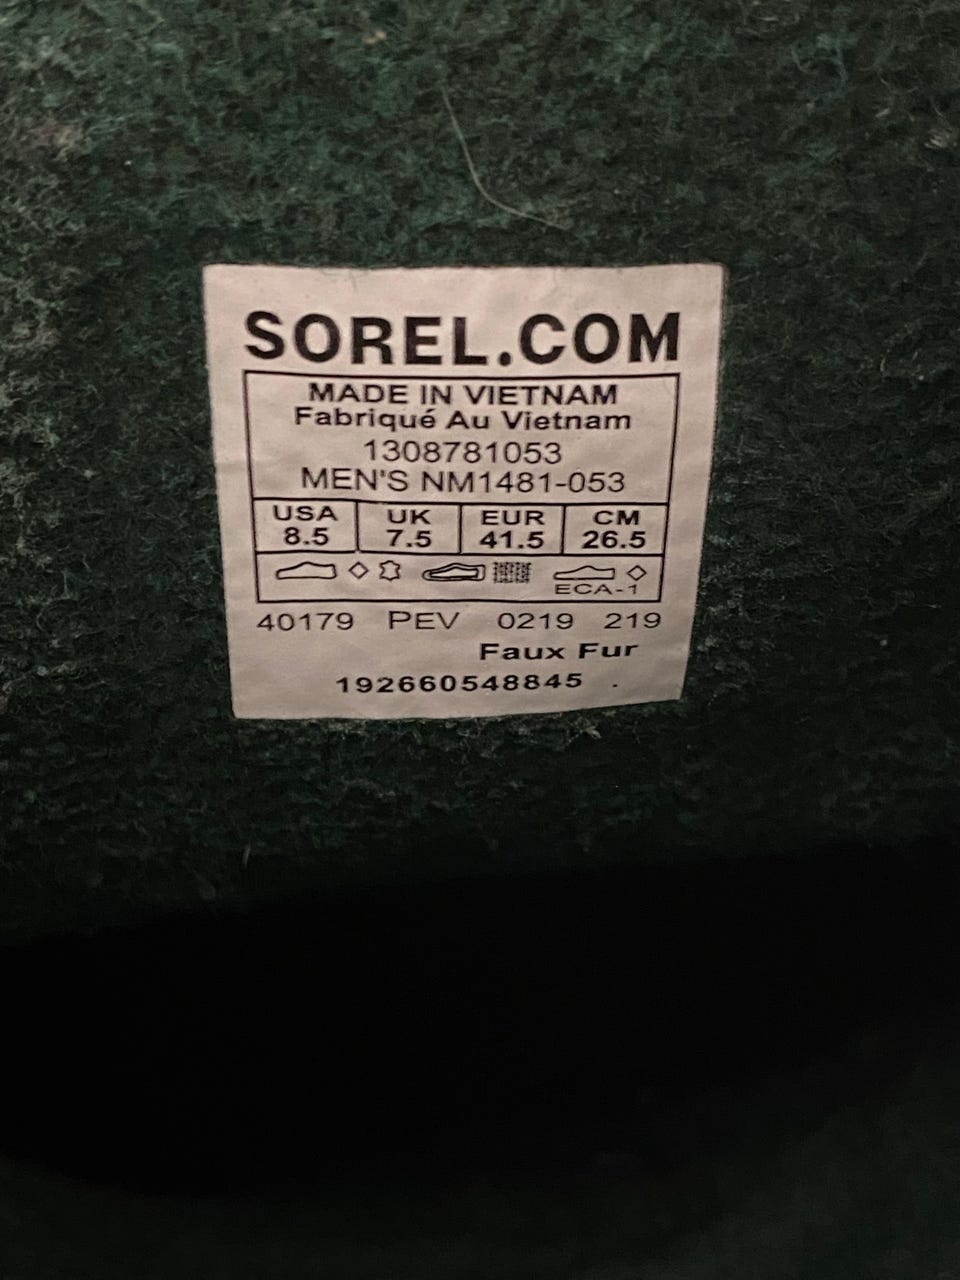 SOREL.COM
MADE IN VIETNAM
Fabriqué Au Vietnam
1308781053
MEN'S NM1481-053
USA UK EUR CM
8.5 7.5 41.5 26.5
ECA-1
40179 PEV 0219 219
Faux Fur
192660548845 .